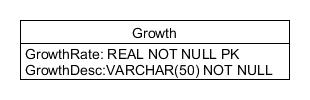 Growth
GrowthRate: REAL NOT NULL PK
GrowthDesc:VARCHAR(50) NOT NULL